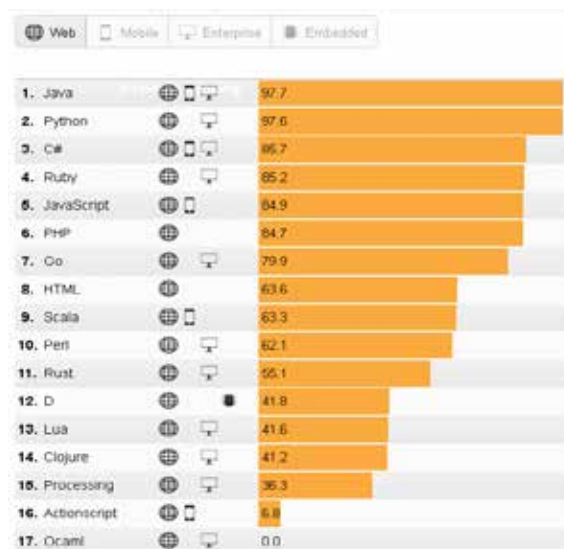 Web Mobile Enterprise Embedded
1. Java 97.7
2. Python 97.6
3. C# 85.7
4. Ruby 85.2
5. JavaScript 84.9
6. PHP 84.7
7. Go 79.9
8. HTML 63.6
9. Scala 63.3
10. Perl 62.1
11. Rust 55.1
12. D 41.8
13. Lua 41.6
14. Clojure 41.2
15. Processing 36.3
16. Actionscript 6.8
17. Ocaml 0.0